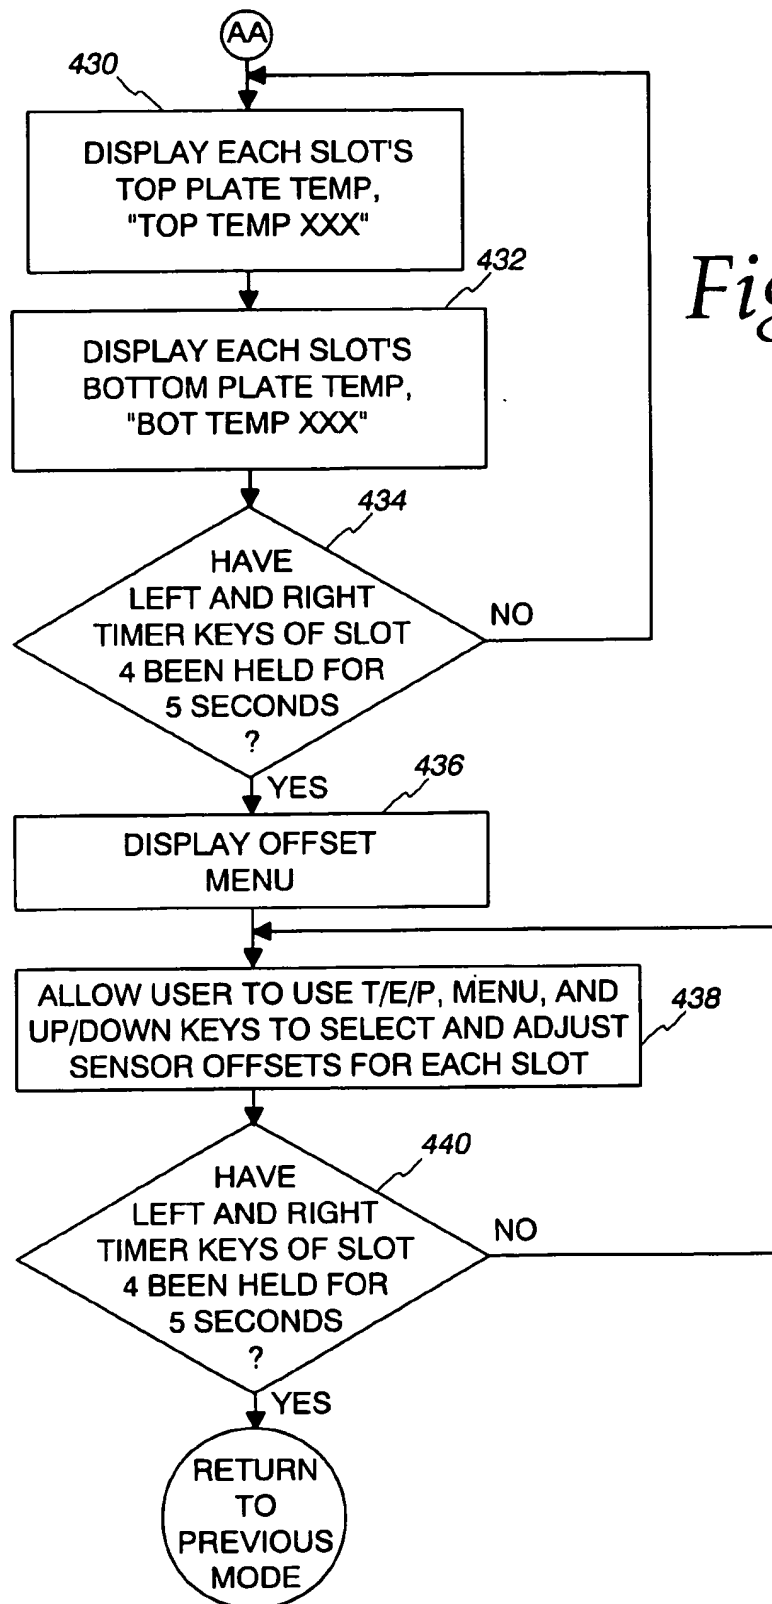 AA
430
DISPLAY EACH SLOT'S
TOP PLATE TEMP,
"TOP TEMP XXX"
432
DISPLAY EACH SLOT'S
BOTTOM PLATE TEMP,
"BOT TEMP XXX"
Fig
434
HAVE
LEFT AND RIGHT
TIMER KEYS OF SLOT
4 BEEN HELD FOR
5 SECONDS
?
NO
YES
436
DISPLAY OFFSET
MENU
ALLOW USER TO USE T/E/P, MENU, AND
UP/DOWN KEYS TO SELECT AND ADJUST
SENSOR OFFSETS FOR EACH SLOT
438
440
HAVE
LEFT AND RIGHT
TIMER KEYS OF SLOT
4 BEEN HELD FOR
5 SECONDS
?
NO
YES
RETURN
TO
PREVIOUS
MODE